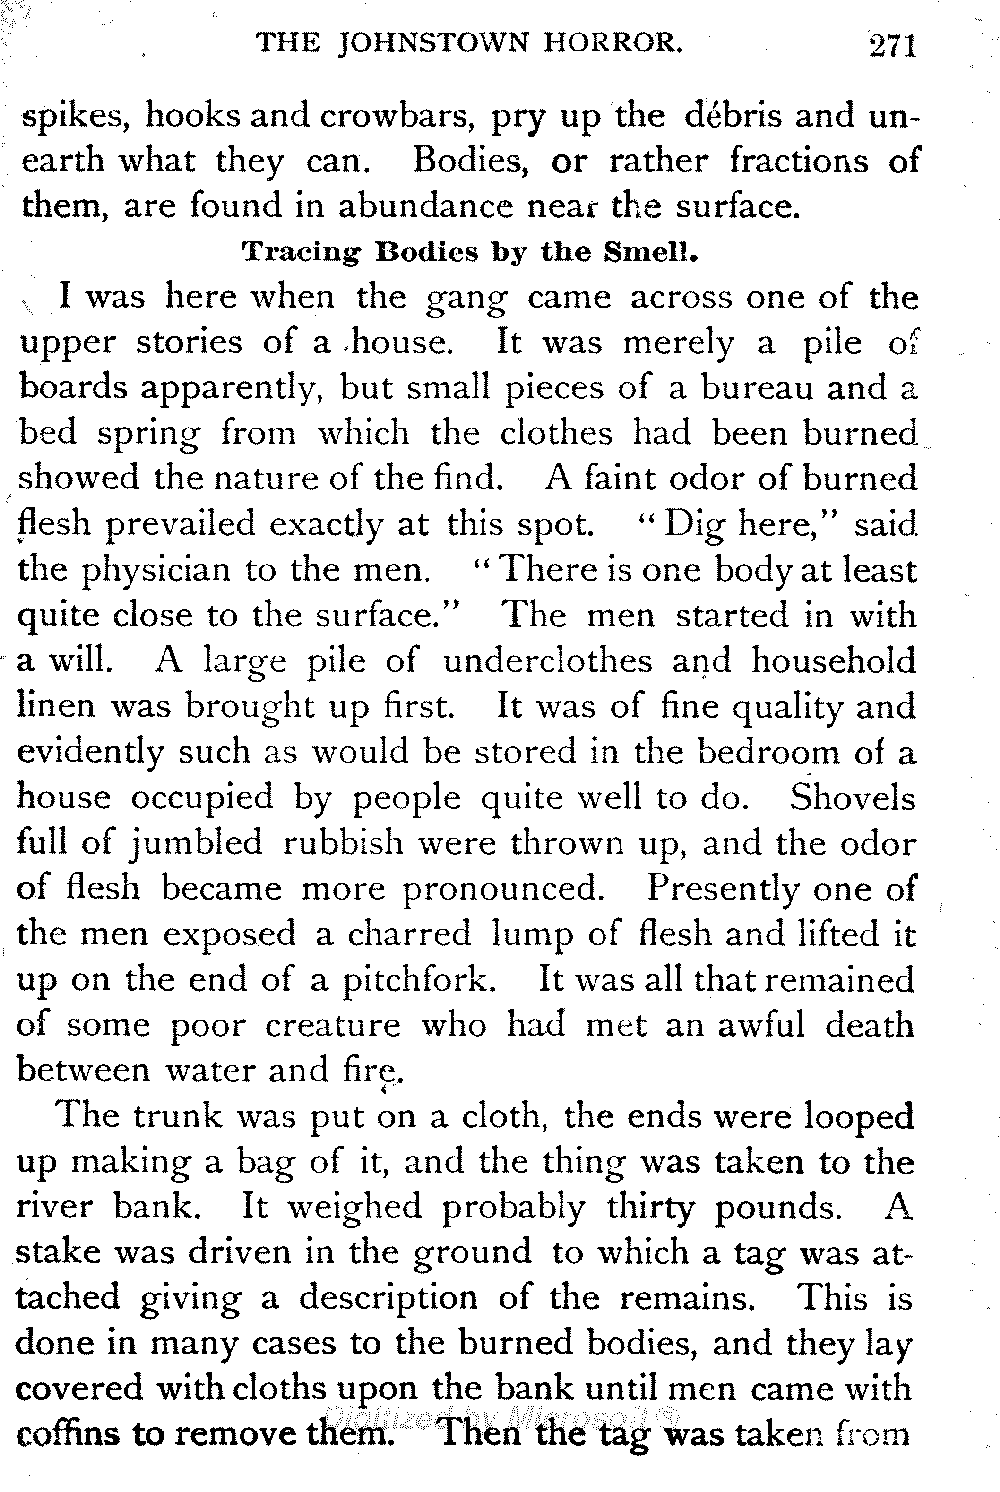 THE JOHNSTOWN HORROR. 271
spikes, hooks and crowbars, pry up the débris and un-
earth what they can. Bodies, or rather fractions of
them, are found in abundance near the surface.
Tracing Bodies by the Smell.
I was here when the gang came across one of the
upper stories of a house. It was merely a pile of
boards apparently, but small pieces of a bureau and a
bed spring from which the clothes had been burned
showed the nature of the find. A faint odor of burned
flesh prevailed exactly at this spot. "Dig here," said
the physician to the men. "There is one body at least
quite close to the surface." The men started in with
a will. A large pile of underclothes and household
linen was brought up first. It was of fine quality and
evidently such as would be stored in the bedroom of a
house occupied by people quite well to do. Shovels
full of jumbled rubbish were thrown up, and the odor
of flesh became more pronounced. Presently one of
the men exposed a charred lump of flesh and lifted it
up on the end of a pitchfork. It was all that remained
of some poor creature who had met an awful death
between water and fire.
The trunk was put on a cloth, the ends were looped
up making a bag of it, and the thing was taken to the
river bank. It weighed probably thirty pounds. A
stake was driven in the ground to which a tag was at-
tached giving a description of the remains. This is
done in many cases to the burned bodies, and they lay
covered with cloths upon the bank until men came with
coffins to remove them. Then the tag was taken from
Digitized by Microsoft ®